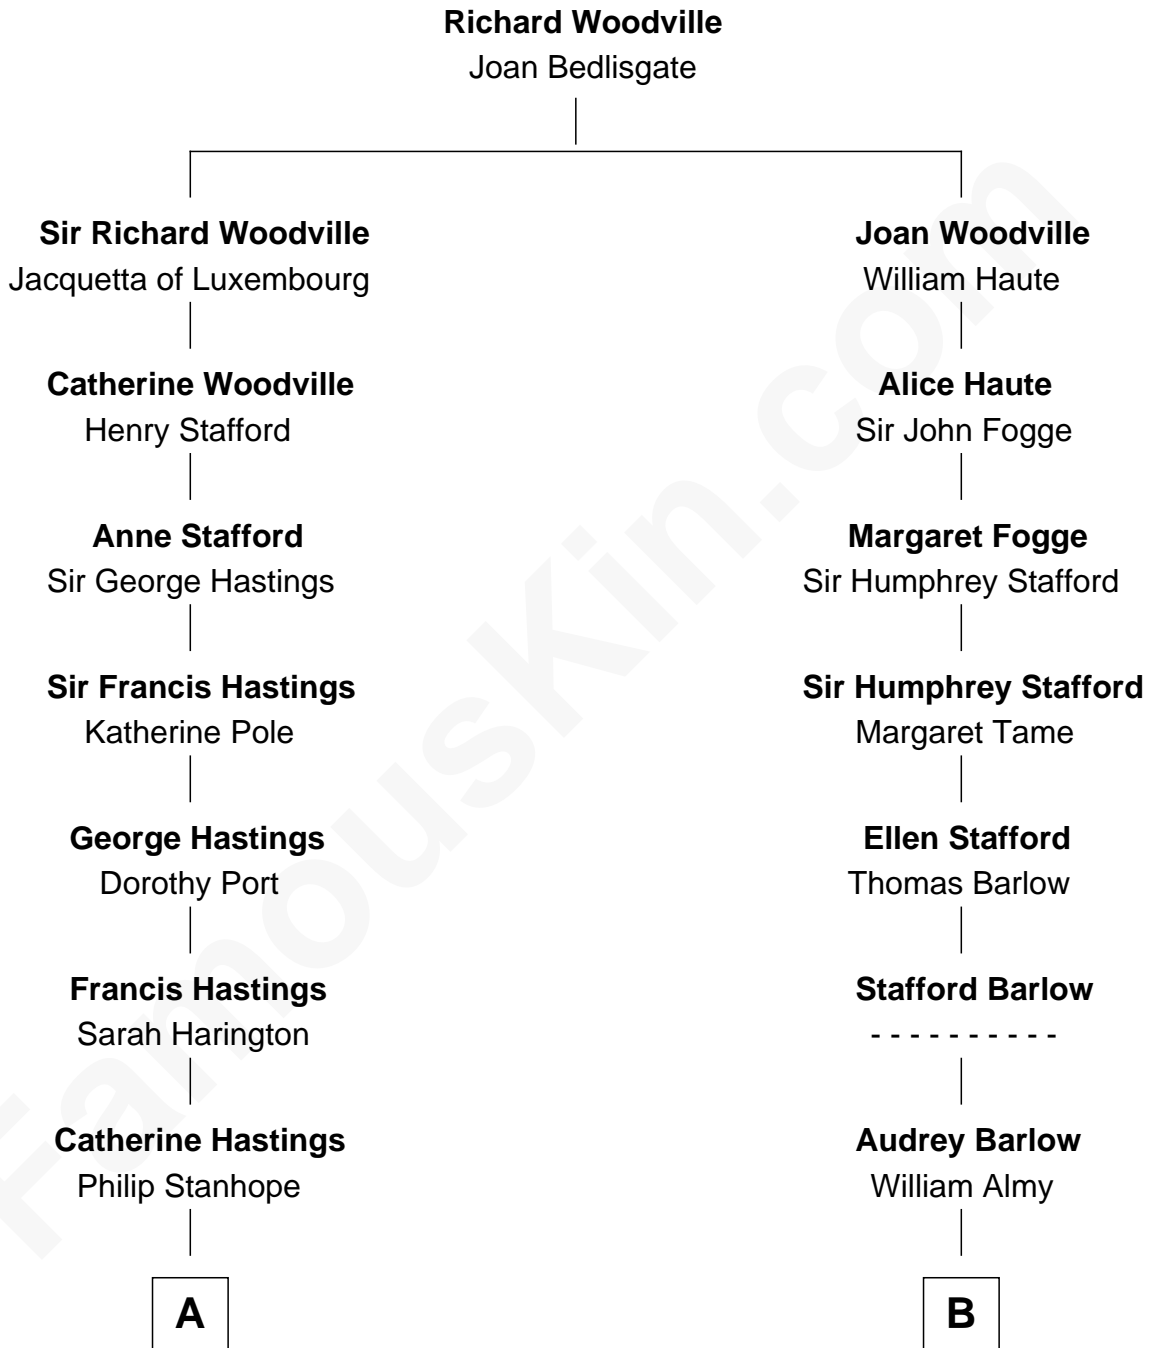 Richard Woodville
Joan Bedlisgate
Sir Richard Woodville
Jacquetta of Luxembourg
Catherine Woodville
Henry Stafford
Anne Stafford
Sir George Hastings
Sir Francis Hastings
Katherine Pole
George Hastings
Dorothy Port
Francis Hastings
Sarah Harington
Catherine Hastings
Philip Stanhope
A
Joan Woodville
William Haute
Alice Haute
Sir John Fogge
Margaret Fogge
Sir Humphrey Stafford
Sir Humphrey Stafford
Margaret Tame
Ellen Stafford
Thomas Barlow
Stafford Barlow
- - - - - - - - - -
Audrey Barlow
William Almy
B
FamousKin.com